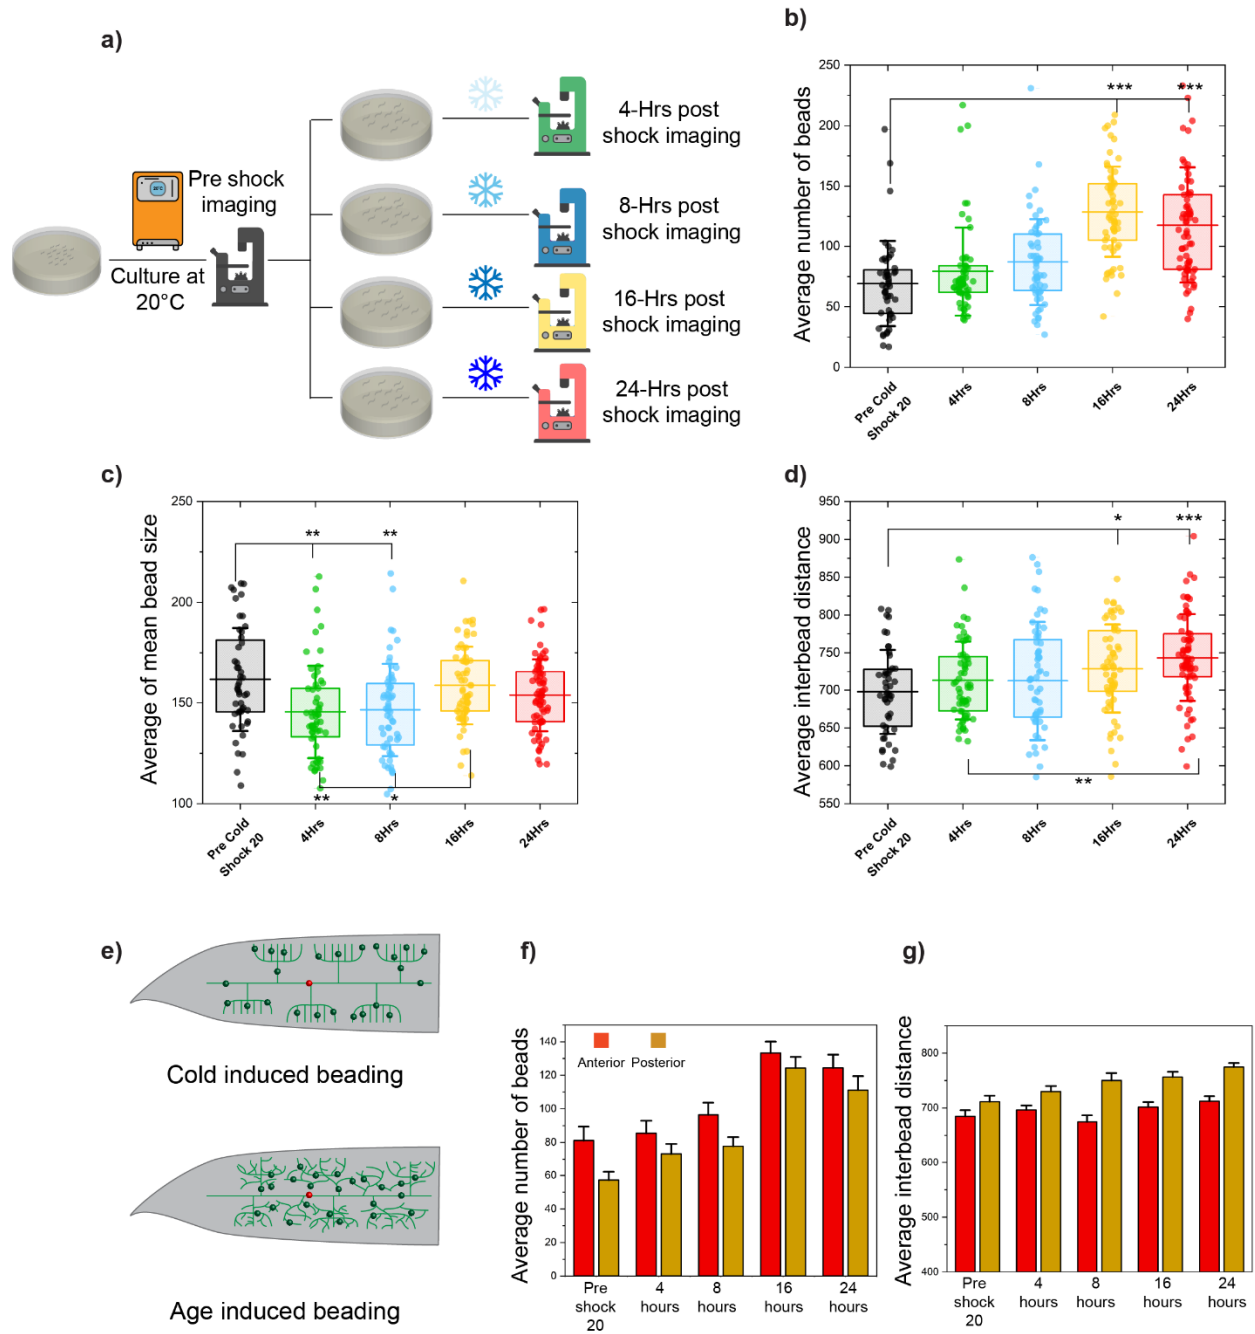 a)
Pre shock
imaging
20°C
Culture at
20°C
4-Hrs post
shock imaging
8-Hrs post
shock imaging
16-Hrs post
shock imaging
24-Hrs post
shock imaging
b)
Average number of beads
250
200
150
100
50
0
*** ***
Pre Cold
Shock 20
4Hrs
8Hrs
16Hrs
24Hrs
c)
Average of mean bead size
250
200
150
100
** **
** *
Pre Cold
Shock 20
4Hrs
8Hrs
16Hrs
24Hrs
d)
Average interbead distance
950
900
850
800
750
700
650
600
550
* ***
**
Pre Cold
Shock 20
4Hrs
8Hrs
16Hrs
24Hrs
e)
Cold induced beading
Age induced beading
f)
Average number of beads
140
120
100
80
60
40
20
0
Anterior Posterior
Pre
shock
20
4
hours
8
hours
16
hours
24
hours
g)
Average interbead distance
800
700
600
500
400
Pre
shock
20
4
hours
8
hours
16
hours
24
hours